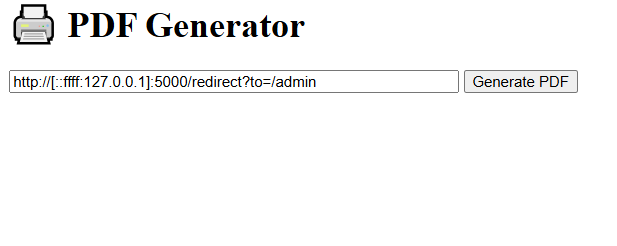 PDF Generator
http://[::ffff:127.0.0.1]:5000/redirect?to=/admin Generate PDF